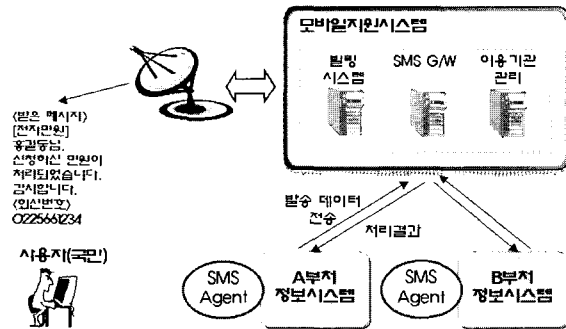 모바일지원시스템
빌링
시스템
SMS G/W
이용기관
관리
<받은 메시지>
[전자민원]
홍길동님.
신청하신 민원이
처리되었습니다.
감사합니다.
<회신번호>
0225661234
발송 데이터
전송
처리결과
사용자(국민)
SMS
Agent
A부처
정보시스템
SMS
Agent
B부처
정보시스템